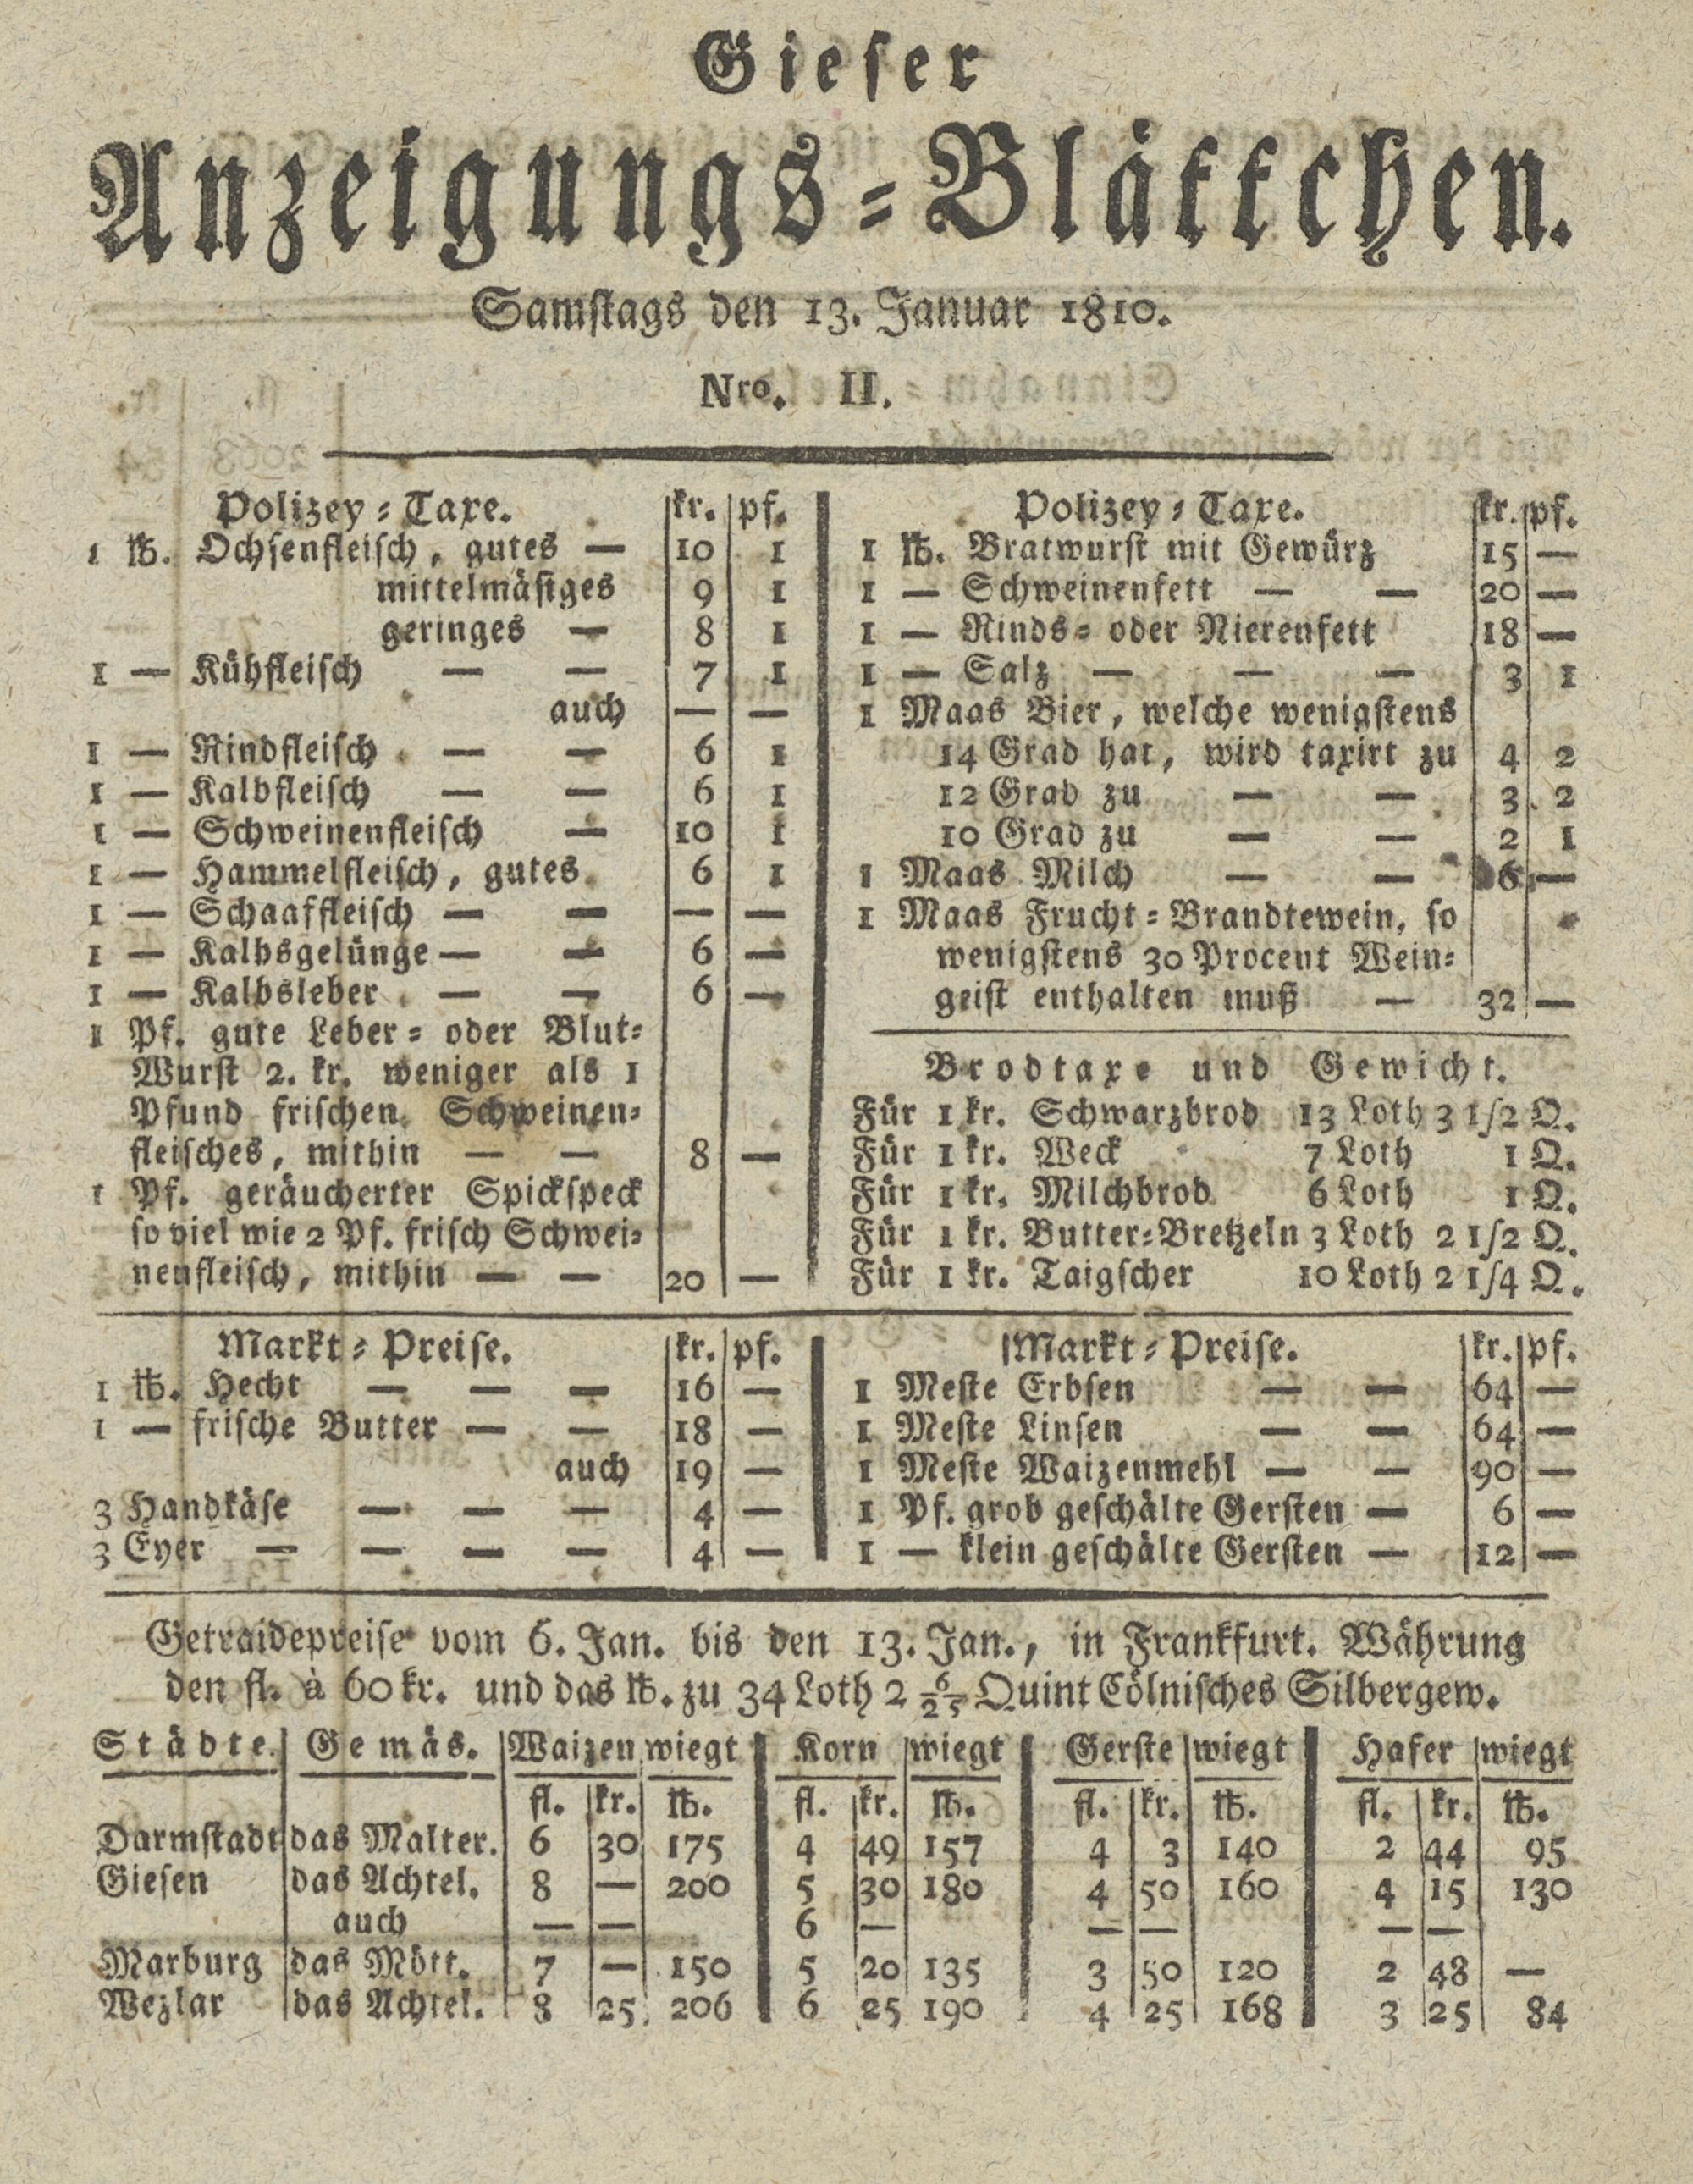 Gieser
Anzeigungs-Blättchen.
Samstags den 13. Januar 1810.
Nro. II.
Polizey-Taxe. kr. pf.
1 ℔. Ochsenfleisch, gutes — 10 1
mittelmäsiges 9 1
geringes — 8 1
1 — Kühfleisch — — 7 1
auch — —
1 — Rindfleisch — — 6 1
1 — Kalbfleisch — — 6 1
1 — Schweinenfleisch — 10 1
1 — Hammelfleisch, gutes 6 1
1 — Schaaffleisch — — — —
1 — Kalbsgelünge — — 6 —
1 — Kalbsleber — — 6 —
1 Pf. gute Leber- oder Blut-
Wurst 2. kr. weniger als 1
Pfund frischen Schweinen-
fleisches, mithin — — 8 —
1 Pf. geräucherter Spickspeck
so viel wie 2 Pf. frisch Schwei-
nenfleisch, mithin — — 20 —
Polizey-Taxe. kr. pf.
1 ℔. Bratwurst mit Gewürz 15 —
1 — Schweinenfett — — 20 —
1 — Rinds- oder Nierenfett 18 —
1 — Salz — — — 3 1
1 Maas Bier, welche wenigstens
14 Grad hat, wird taxirt zu 4 2
12 Grad zu — — 3 2
10 Grad zu — — 2 1
1 Maas Milch — — 6 —
1 Maas Frucht-Brandtewein, so
wenigstens 30 Procent Wein-
geist enthalten muß — 32 —
Brodtaxe und Gewicht.
Für 1 kr. Schwarzbrod 13 Loth 3 1/2 Q.
Für 1 kr. Weck 7 Loth 1 Q.
Für 1 kr. Milchbrod 6 Loth 1 Q.
Für 1 kr. Butter-Bretzeln 3 Loth 2 1/2 Q.
Für 1 kr. Taigscher 10 Loth 2 1/4 Q.
Markt-Preise. kr. pf.
1 ℔. Hecht — — — 16 —
1 — frische Butter — — 18 —
auch 19 —
3 Handkäse — — — 4 —
3 Eyer — — — — 4 —
Markt-Preise. kr. pf.
1 Meste Erbsen — — 64 —
1 Meste Linsen — — 64 —
1 Meste Waizenmehl — — 90 —
1 Pf. grob geschälte Gersten — 6 —
1 — klein geschälte Gersten — 12 —
Getraidepreise vom 6. Jan. bis den 13. Jan., in Frankfurt. Währung
den fl. à 60 kr. und das ℔. zu 34 Loth 2 6/25 Quint Cölnisches Silbergew.
Städte. Gemäs. Waizen wiegt Korn wiegt Gerste wiegt Hafer wiegt
fl. kr. ℔. fl. kr. ℔. fl. kr. ℔. fl. kr. ℔.
Darmstadt das Malter. 6 30 175 4 49 157 4 3 140 2 44 95
Giesen das Achtel. 8 — 200 5 30 180 4 50 160 4 15 130
auch — — 6 — — — — —
Marburg das Mött. 7 — 150 5 20 135 3 50 120 2 48 —
Wezlar das Achtel. 8 25 206 6 25 190 4 25 168 3 25 84